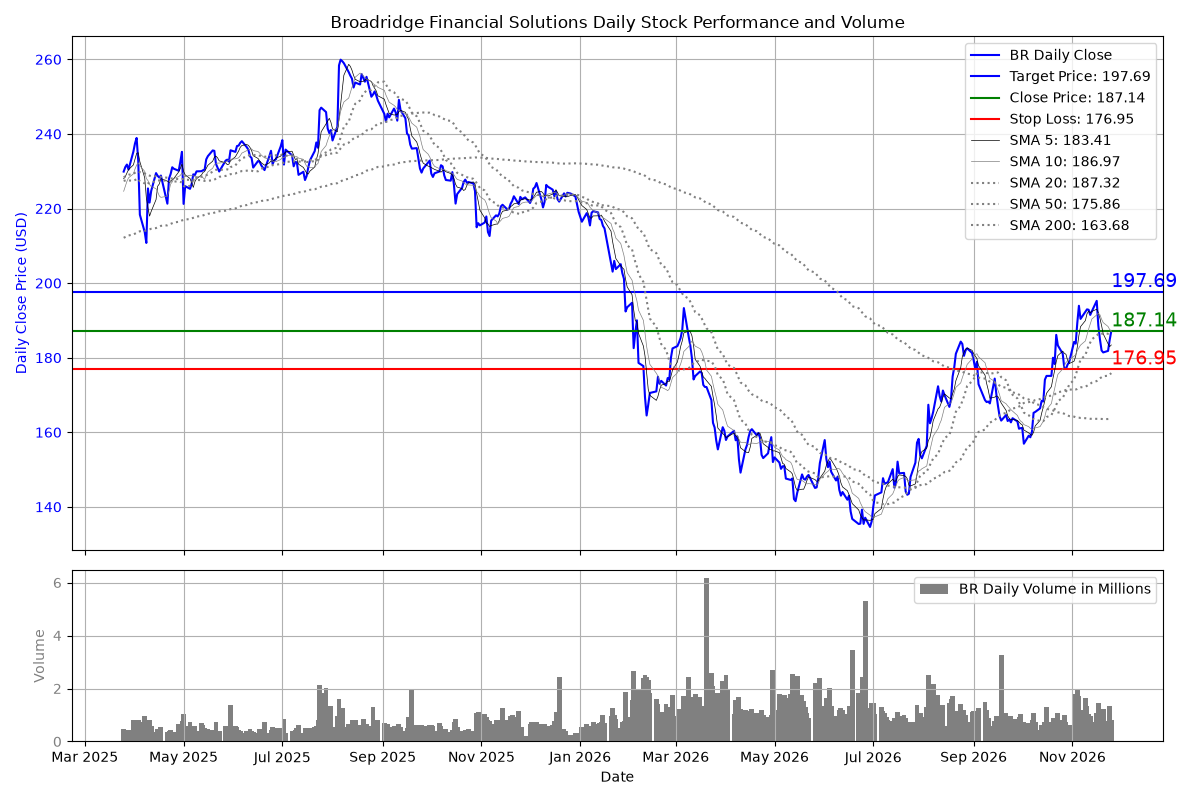 Broadridge Financial Solutions Daily Stock Performance and Volume
Daily Close Price (USD)
260
240
220
200
180
160
140
BR Daily Close
Target Price: 197.69
Close Price: 187.14
Stop Loss: 176.95
SMA 5: 183.41
SMA 10: 186.97
SMA 20: 187.32
SMA 50: 175.86
SMA 200: 163.68
197.69
187.14
176.95
Volume
6
4
2
0
BR Daily Volume in Millions
Mar 2025 May 2025 Jul 2025 Sep 2025 Nov 2025 Jan 2026 Mar 2026 May 2026 Jul 2026 Sep 2026 Nov 2026
Date